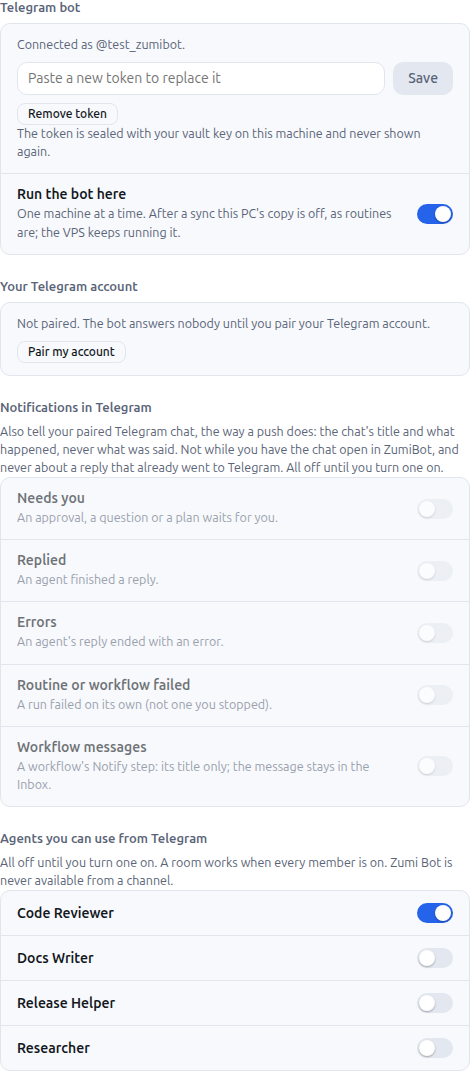 Telegram bot
Connected as @test_zumibot.
Paste a new token to replace it
Save
Remove token
The token is sealed with your vault key on this machine and never shown
again.
Run the bot here
One machine at a time. After a sync this PC's copy is off, as routines
are; the VPS keeps running it.
Your Telegram account
Not paired. The bot answers nobody until you pair your Telegram account.
Pair my account
Notifications in Telegram
Also tell your paired Telegram chat, the way a push does: the chat's title and what
happened, never what was said. Not while you have the chat open in ZumiBot, and
never about a reply that already went to Telegram. All off until you turn one on.
Needs you
An approval, a question or a plan waits for you.
Replied
An agent finished a reply.
Errors
An agent's reply ended with an error.
Routine or workflow failed
A run failed on its own (not one you stopped).
Workflow messages
A workflow's Notify step: its title only; the message stays in the
Inbox.
Agents you can use from Telegram
All off until you turn one on. A room works when every member is on. Zumi Bot is
never available from a channel.
Code Reviewer
Docs Writer
Release Helper
Researcher